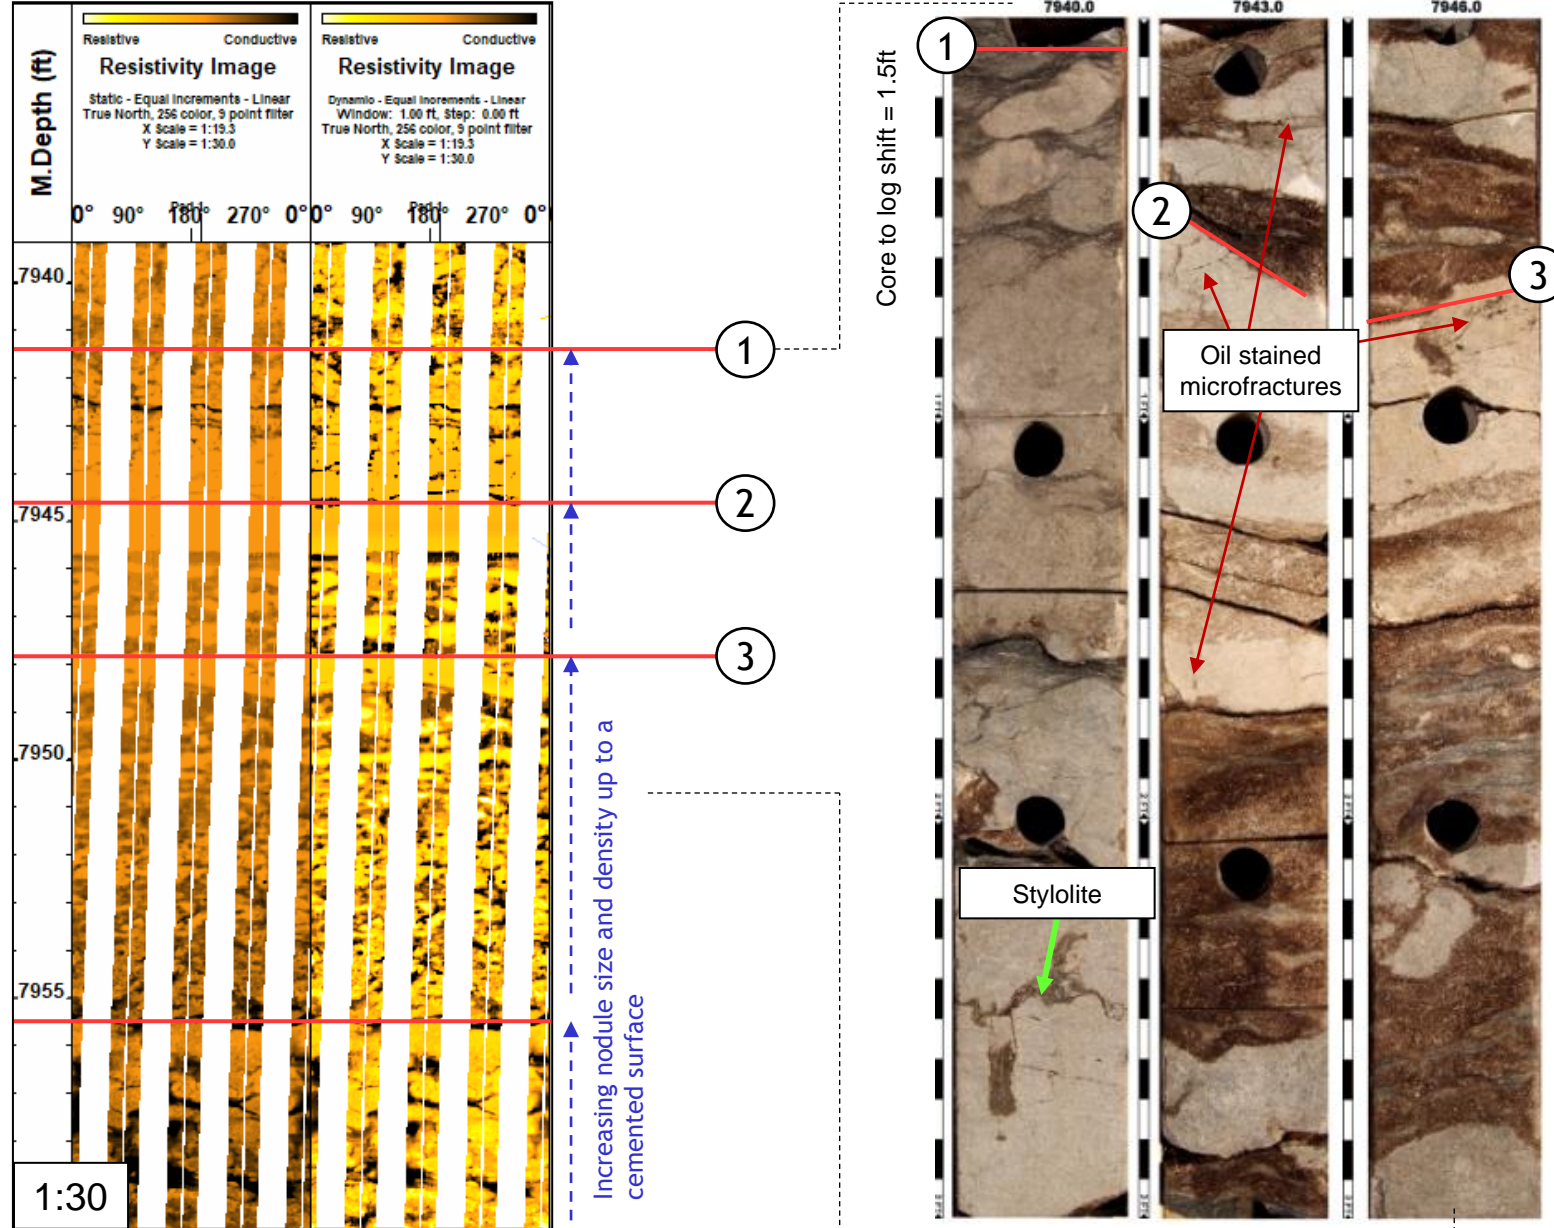 M.Depth (ft)
Resistive Conductive
Resistivity Image
Static - Equal Increments - Linear
True North, 256 color, 9 point filter
X Scale = 1:19.3
Y Scale = 1:30.0
0° 90° 180° 270° 0°
Resistive Conductive
Resistivity Image
Dynamic - Equal Increments - Linear
Window: 1.00 ft, Step: 0.00 ft
True North, 256 color, 9 point filter
X Scale = 1:19.3
Y Scale = 1:30.0
0° 90° 180° 270° 0°
7940
7945
7950
7955
1:30
1
2
3
Increasing nodule size and density up to a
cemented surface
Core to log shift = 1.5ft
7940.0 7943.0 7946.0
1
2
3
Oil stained
microfractures
Stylolite